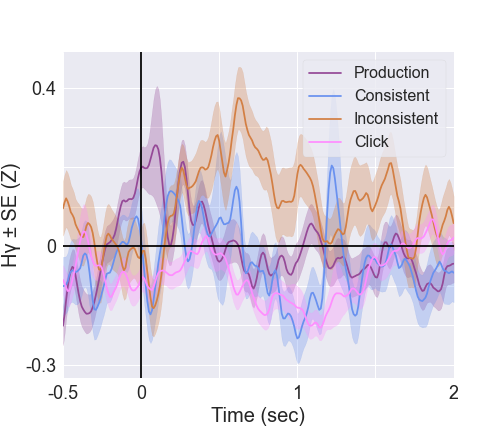 Production
Consistent
Inconsistent
Click
Hγ ± SE (Z)
0.4
0
-0.3
-0.5
0
1
2
Time (sec)